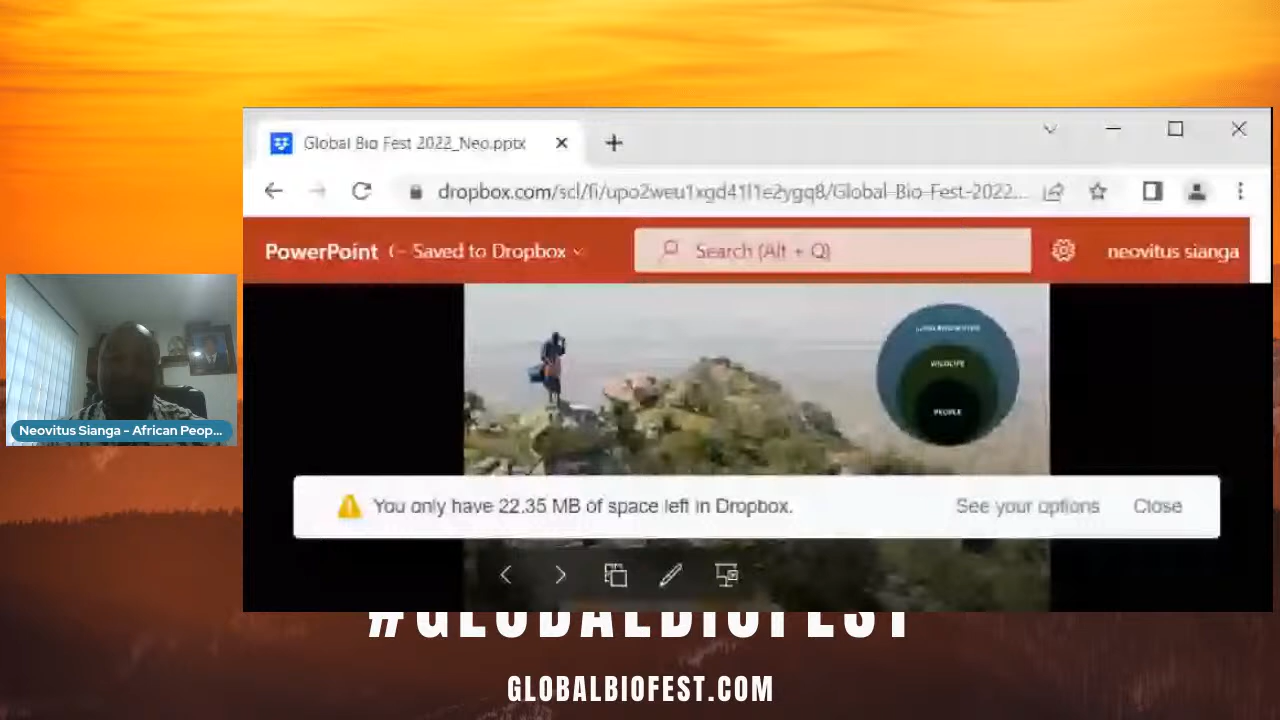 Global Bio Fest 2022_Neo.pptx
dropbox.com/scl/fi/upo2weu1xgd41l1e2ygq8/Global-Bio-Fest-2022...
PowerPoint
- Saved to Dropbox
Search (Alt + Q)
neovitus sianga
WILDLIFE
PEOPLE
Neovitus Sianga - African Peop...
You only have 22.35 MB of space left in Dropbox.
See your options
Close
#GLOBALBIOFEST
GLOBALBIOFEST.COM